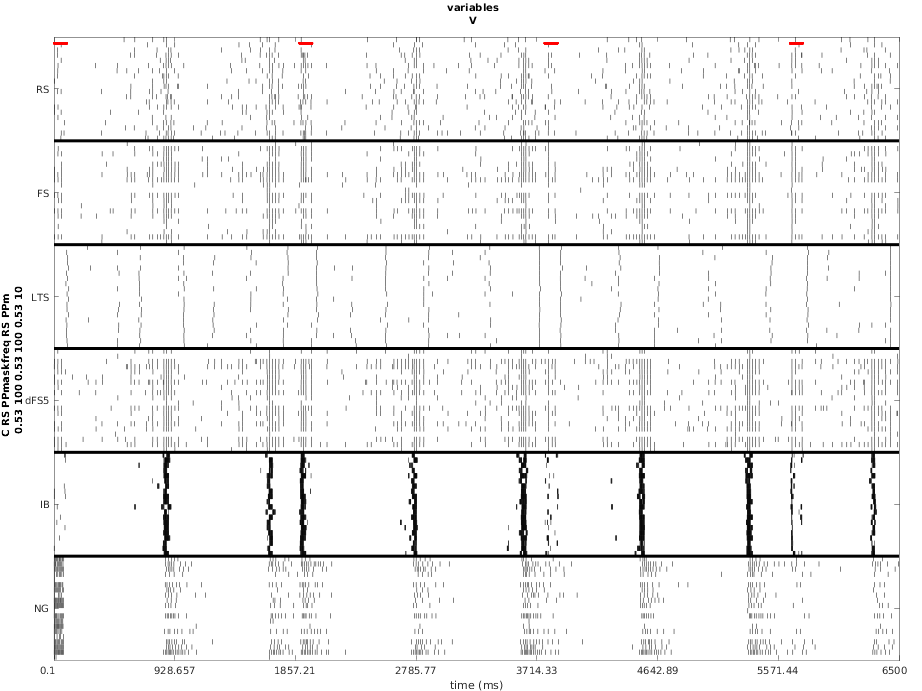 variables
V
RS
FS
LTS
dFS5
IB
NG
C RS PPmaskfreq RS PPm
0.53 100 0.53 100 0.53 10
0.1 928.657 1857.21 2785.77 3714.33 4642.89 5571.44 6500
time (ms)